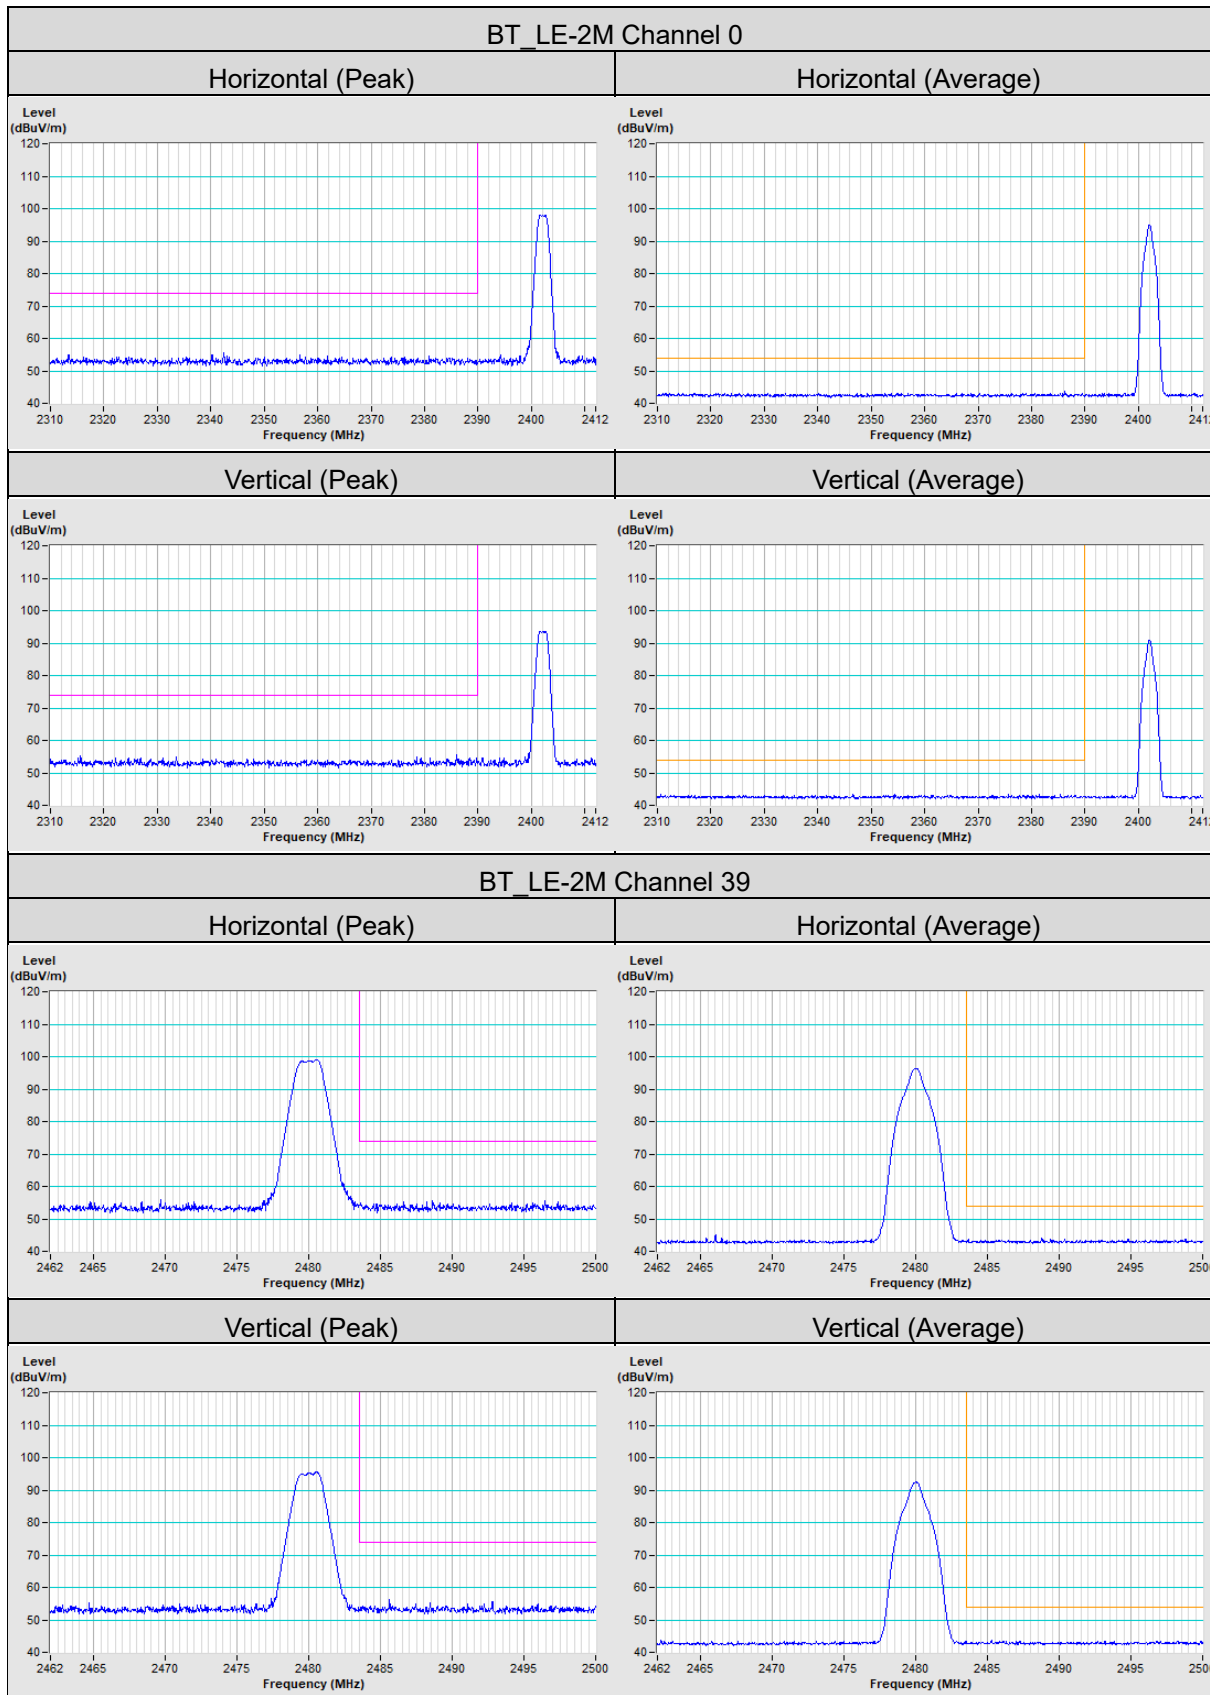 BT_LE-2M Channel 0
Horizontal (Peak) Horizontal (Average)
Level Level
(dBuV/m) (dBuV/m)
120 120
110 110
100 100
90 90
80 80
70 70
60 60
50 50
40 40
2310 2320 2330 2340 2350 2360 2370 2380 2390 2400 2412 2310 2320 2330 2340 2350 2360 2370 2380 2390 2400 241
Frequency (MHz) Frequency (MHz)
Vertical (Peak) Vertical (Average)
Level Level
(dBuV/m) (dBuV/m)
120 120
110 110
100 100
90 90
80 80
70 70
60 60
50 50
40 40
2310 2320 2330 2340 2350 2360 2370 2380 2390 2400 2412 2310 2320 2330 2340 2350 2360 2370 2380 2390 2400 241
Frequency (MHz) Frequency (MHz)
BT_LE-2M Channel 39
Horizontal (Peak) Horizontal (Average)
Level Level
(dBuV/m) (dBuV/m)
120 120
110 110
100 100
90 90
80 80
70 70
60 60
50 50
40 40
2462 2465 2470 2475 2480 2485 2490 2495 2500 2462 2465 2470 2475 2480 2485 2490 2495 250
Frequency (MHz) Frequency (MHz)
Vertical (Peak) Vertical (Average)
Level Level
(dBuV/m) (dBuV/m)
120 120
110 110
100 100
90 90
80 80
70 70
60 60
50 50
40 40
2462 2465 2470 2475 2480 2485 2490 2495 2500 2462 2465 2470 2475 2480 2485 2490 2495 250
Frequency (MHz) Frequency (MHz)